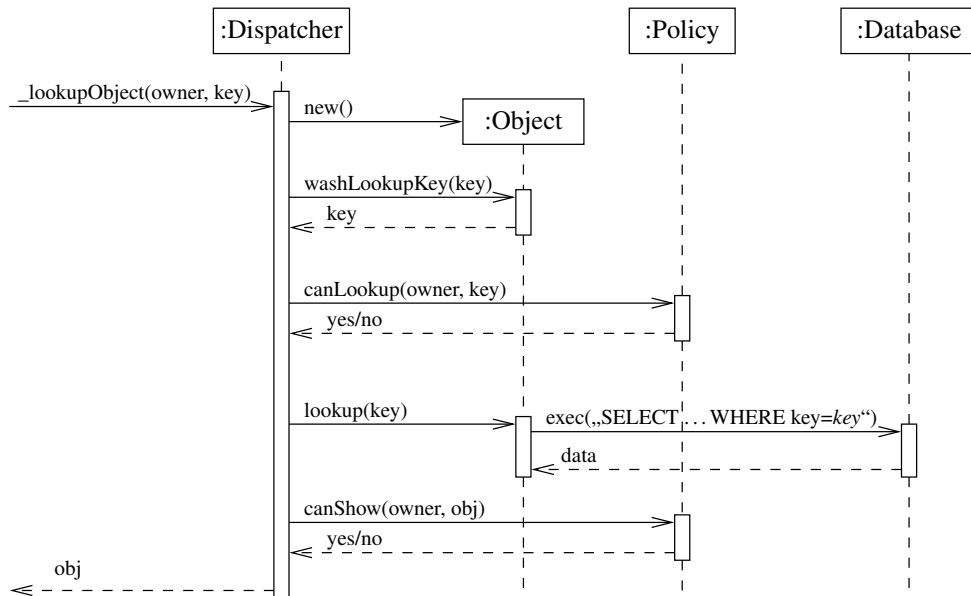 :Dispatcher
:Policy
:Database
_lookupObject(owner, key)
new()
:Object
washLookupKey(key)
key
canLookup(owner, key)
yes/no
lookup(key)
exec(„SELECT … WHERE key=key“)
data
canShow(owner, obj)
yes/no
obj